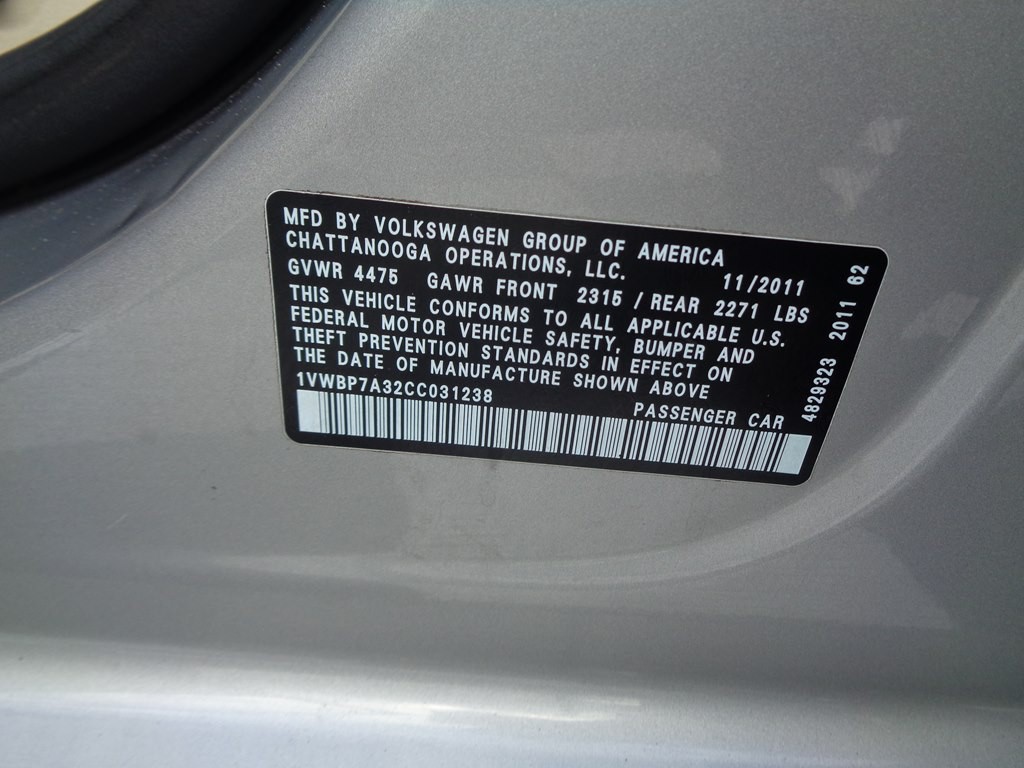 MFD BY VOLKSWAGEN GROUP OF AMERICA
CHATTANOOGA OPERATIONS, LLC. 11/2011
GVWR 4475 GAWR FRONT 2315 / REAR 2271 LBS
THIS VEHICLE CONFORMS TO ALL APPLICABLE U.S.
FEDERAL MOTOR VEHICLE SAFETY, BUMPER AND
THEFT PREVENTION STANDARDS IN EFFECT ON
THE DATE OF MANUFACTURE SHOWN ABOVE
1VWBP7A32CC031238 PASSENGER CAR
4829323 2011 62